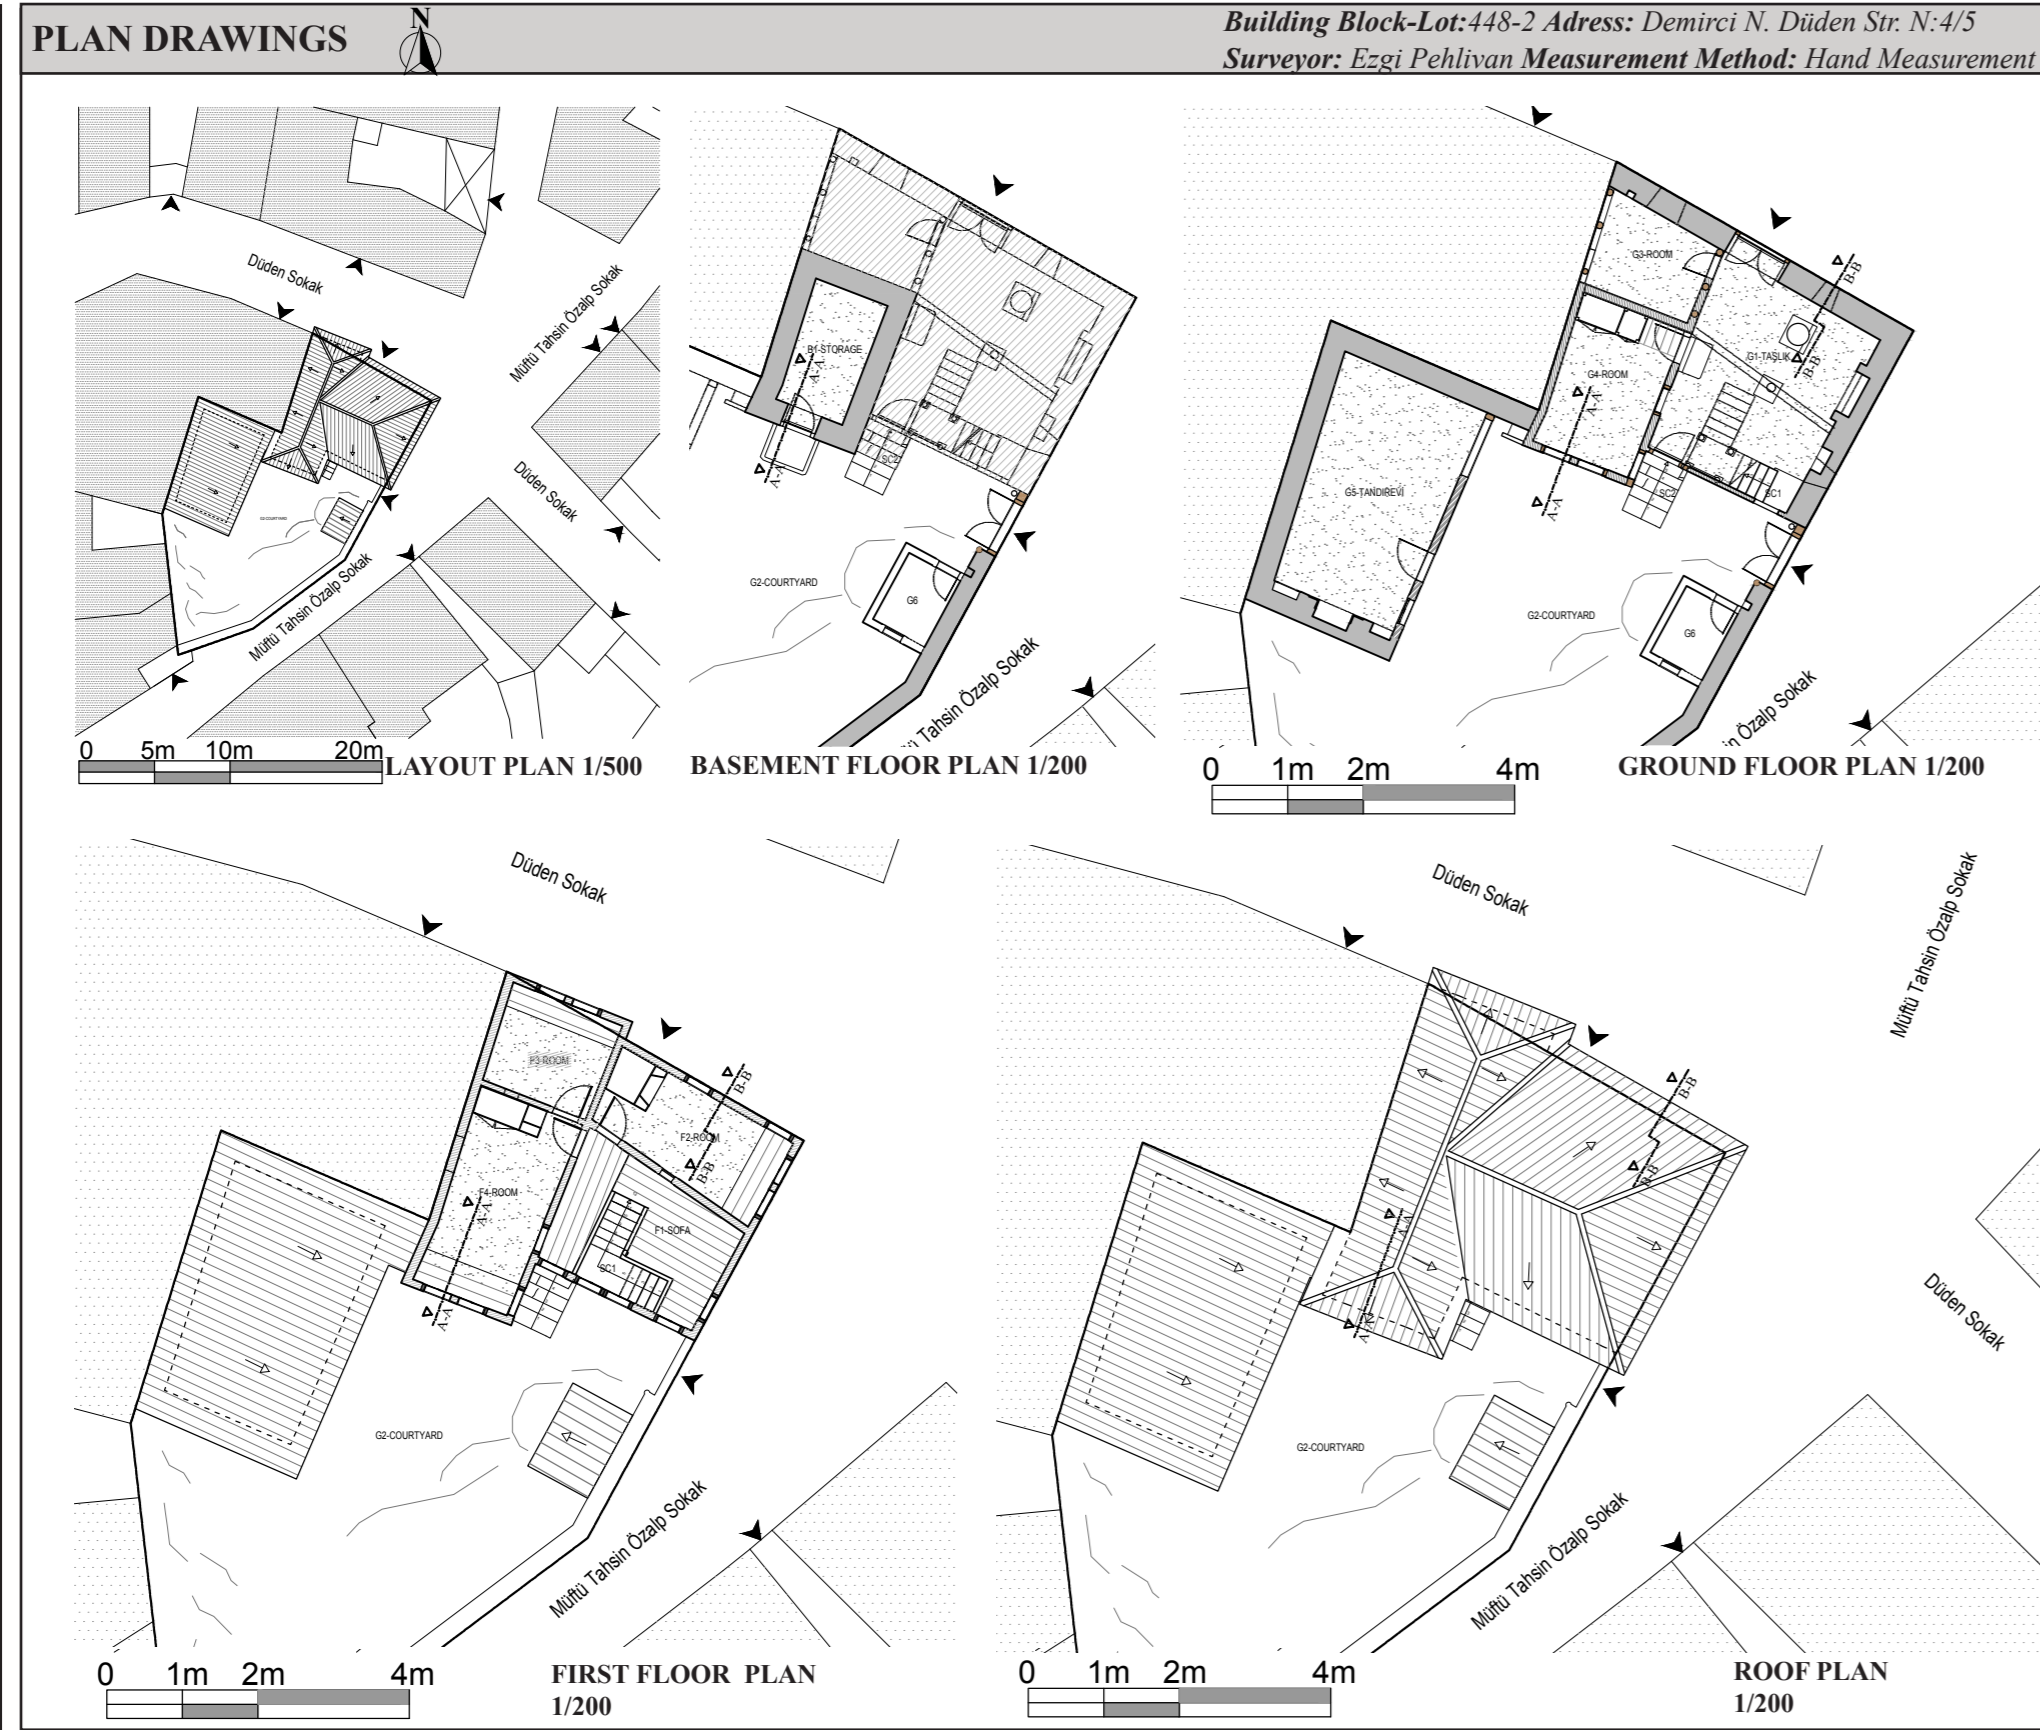 PLAN DRAWINGS
N
Building Block-Lot:448-2 Adress: Demirci N. Düden Str. N:4/5
Surveyor: Ezgi Pehlivan Measurement Method: Hand Measurement
Düden Sokak
Müftü Tahsin Özalp Sokak
Düden Sokak
G2-COURTYARD
Müftü Tahsin Özalp Sokak
0 5m 10m 20m
LAYOUT PLAN 1/500
B1-STORAGE
A-A
A-A
SC2
G2-COURTYARD
G6
Tahsin Özalp Sokak
BASEMENT FLOOR PLAN 1/200
G3-ROOM
B-B
G1-TAŞLIK
B-B
G4-ROOM
A-A
G5-TANDIREVİ
A-A
SC2
SC1
G2-COURTYARD
G6
Özalp Sokak
0 1m 2m 4m
GROUND FLOOR PLAN 1/200
Düden Sokak
F3-ROOM
B-B
F2-ROOM
B-B
F4-ROOM
A-A
F1-SOFA
SC1
A-A
G2-COURTYARD
Müftü Tahsin Özalp Sokak
0 1m 2m 4m
FIRST FLOOR PLAN
1/200
Düden Sokak
Müftü Tahsin Özalp Sokak
B-B
B-B
A-A
A-A
Düden Sokak
G2-COURTYARD
Müftü Tahsin Özalp Sokak
0 1m 2m 4m
ROOF PLAN
1/200